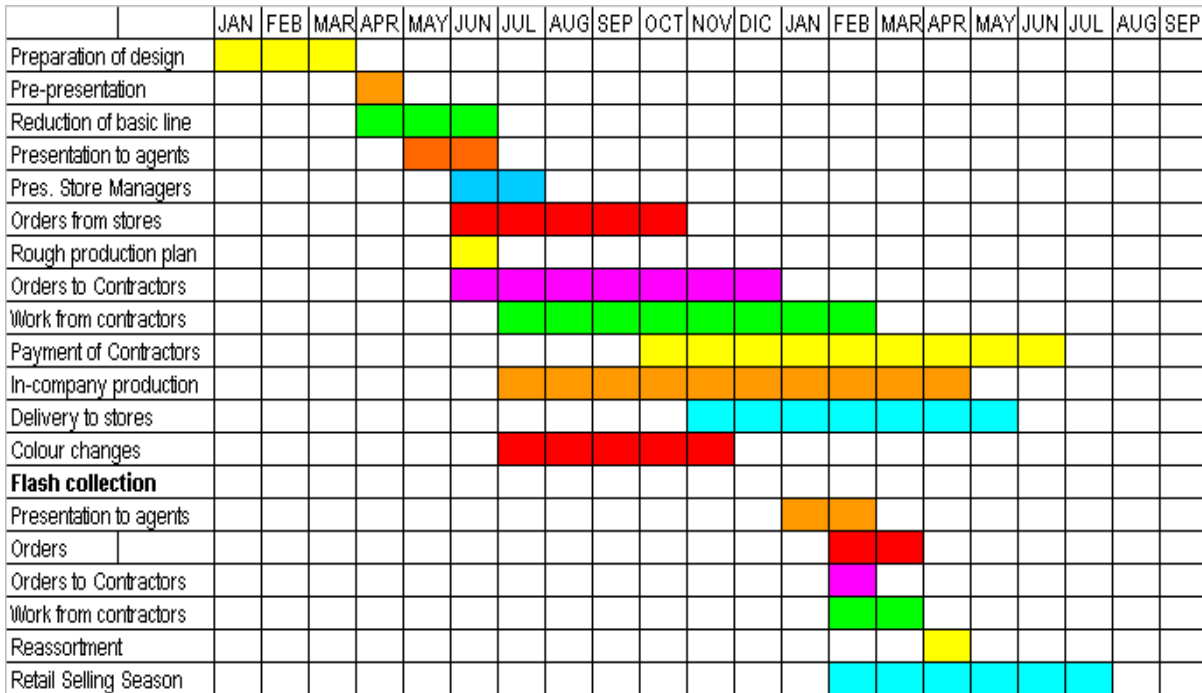 JAN FEB MAR APR MAY JUN JUL AUG SEP OCT NOV DIC JAN FEB MAR APR MAY JUN JUL AUG SEP
Preparation of design
Pre-presentation
Reduction of basic line
Presentation to agents
Pres. Store Managers
Orders from stores
Rough production plan
Orders to Contractors
Work from contractors
Payment of Contractors
In-company production
Delivery to stores
Colour changes
Flash collection
Presentation to agents
Orders
Orders to Contractors
Work from contractors
Reassortment
Retail Selling Season